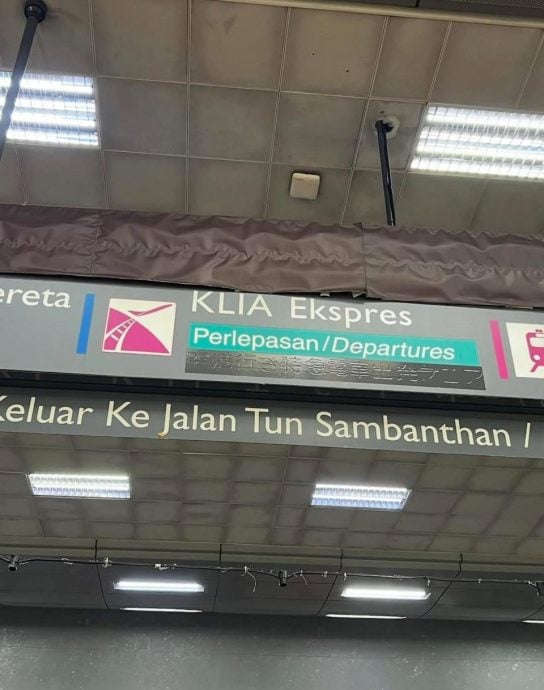 ereta
KLIA Ekspres
Perlepasan/Departures
Keluar Ke Jalan Tun Sambanthan /